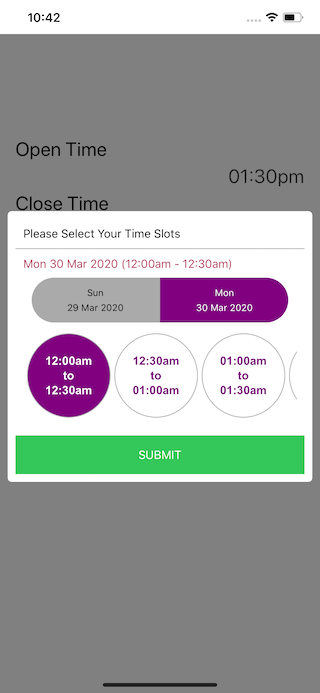 10:42
Open Time
01:30pm
Close Time
Please Select Your Time Slots
Mon 30 Mar 2020 (12:00am - 12:30am)
Sun
29 Mar 2020
Mon
30 Mar 2020
12:00am
to
12:30am
12:30am
to
01:00am
01:00am
to
01:30am
SUBMIT